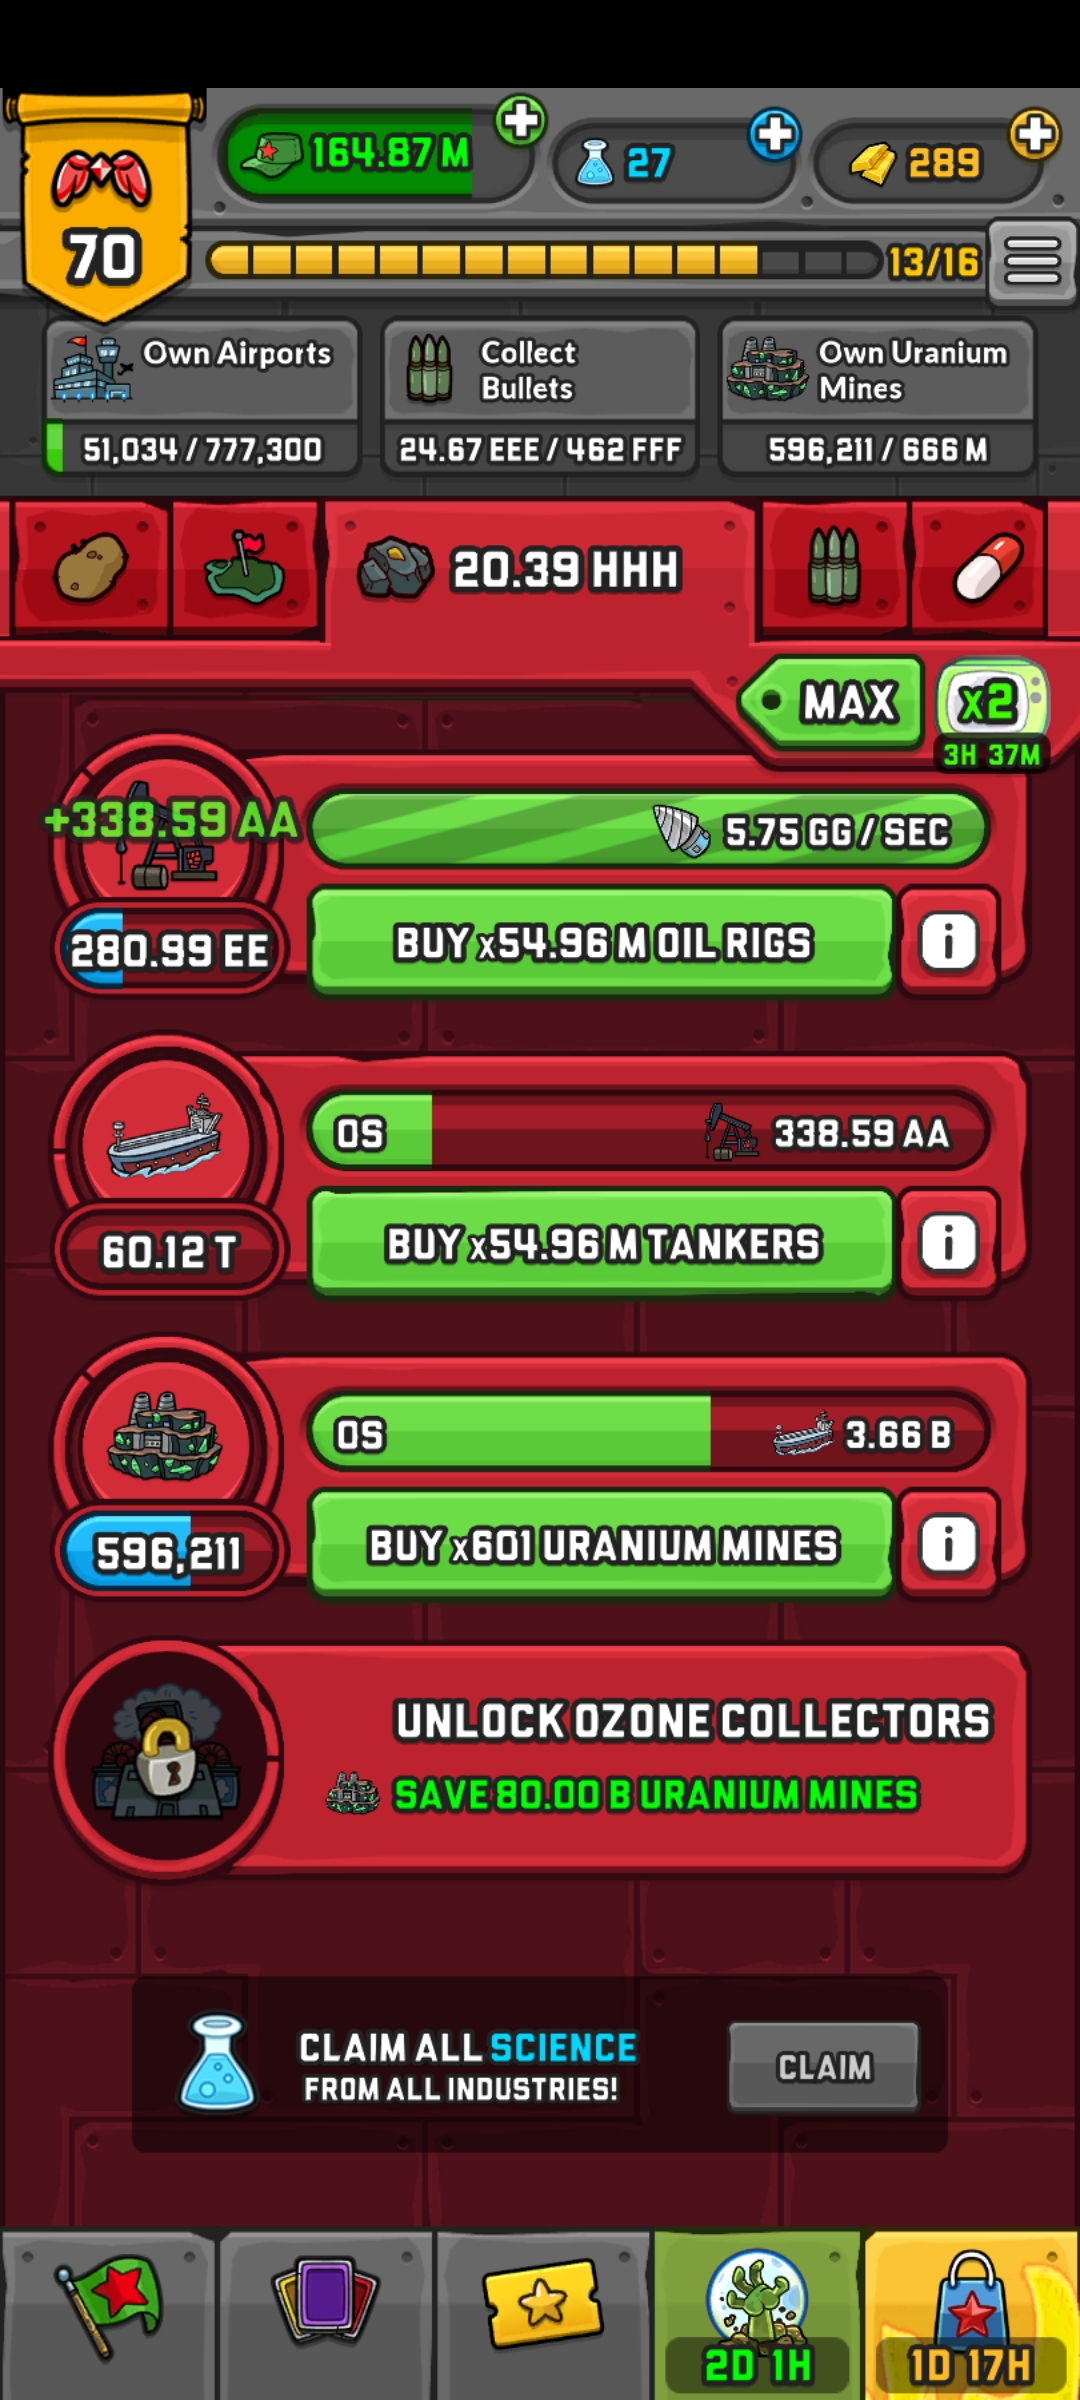 164.87 M
27
289
70
13/16
Own Airports
51,034 / 777,300
Collect
Bullets
24.67 EEE / 462 FFF
Own Uranium
Mines
596,211 / 666 M
20.39 HHH
MAX
x2
3H 37M
+338.59 AA
5.75 GG / SEC
280.99 EE
BUY x54.96 M OIL RIGS
i
0S
338.59 AA
60.12 T
BUY x54.96 M TANKERS
i
0S
3.66 B
596,211
BUY x601 URANIUM MINES
i
UNLOCK OZONE COLLECTORS
SAVE 80.00 B URANIUM MINES
CLAIM ALL SCIENCE
FROM ALL INDUSTRIES!
CLAIM
2D 1H
1D 17H